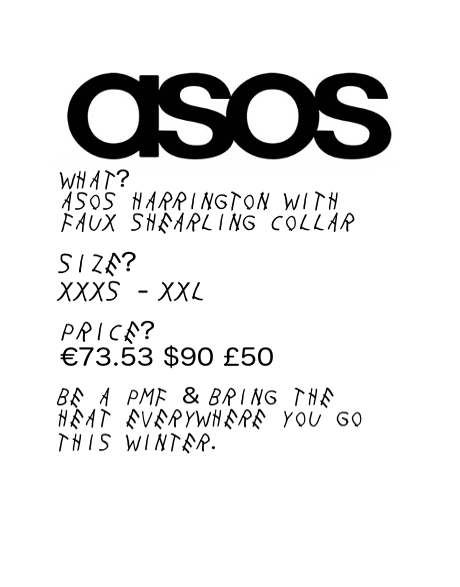 asos
WHAT?
ASOS HARRINGTON WITH
FAUX SHEARLING COLLAR
SIZE?
XXXS - XXL
PRICE?
€73.53 $90 £50
BE A PMF & BRING THE
HEAT EVERYWHERE YOU GO
THIS WINTER.